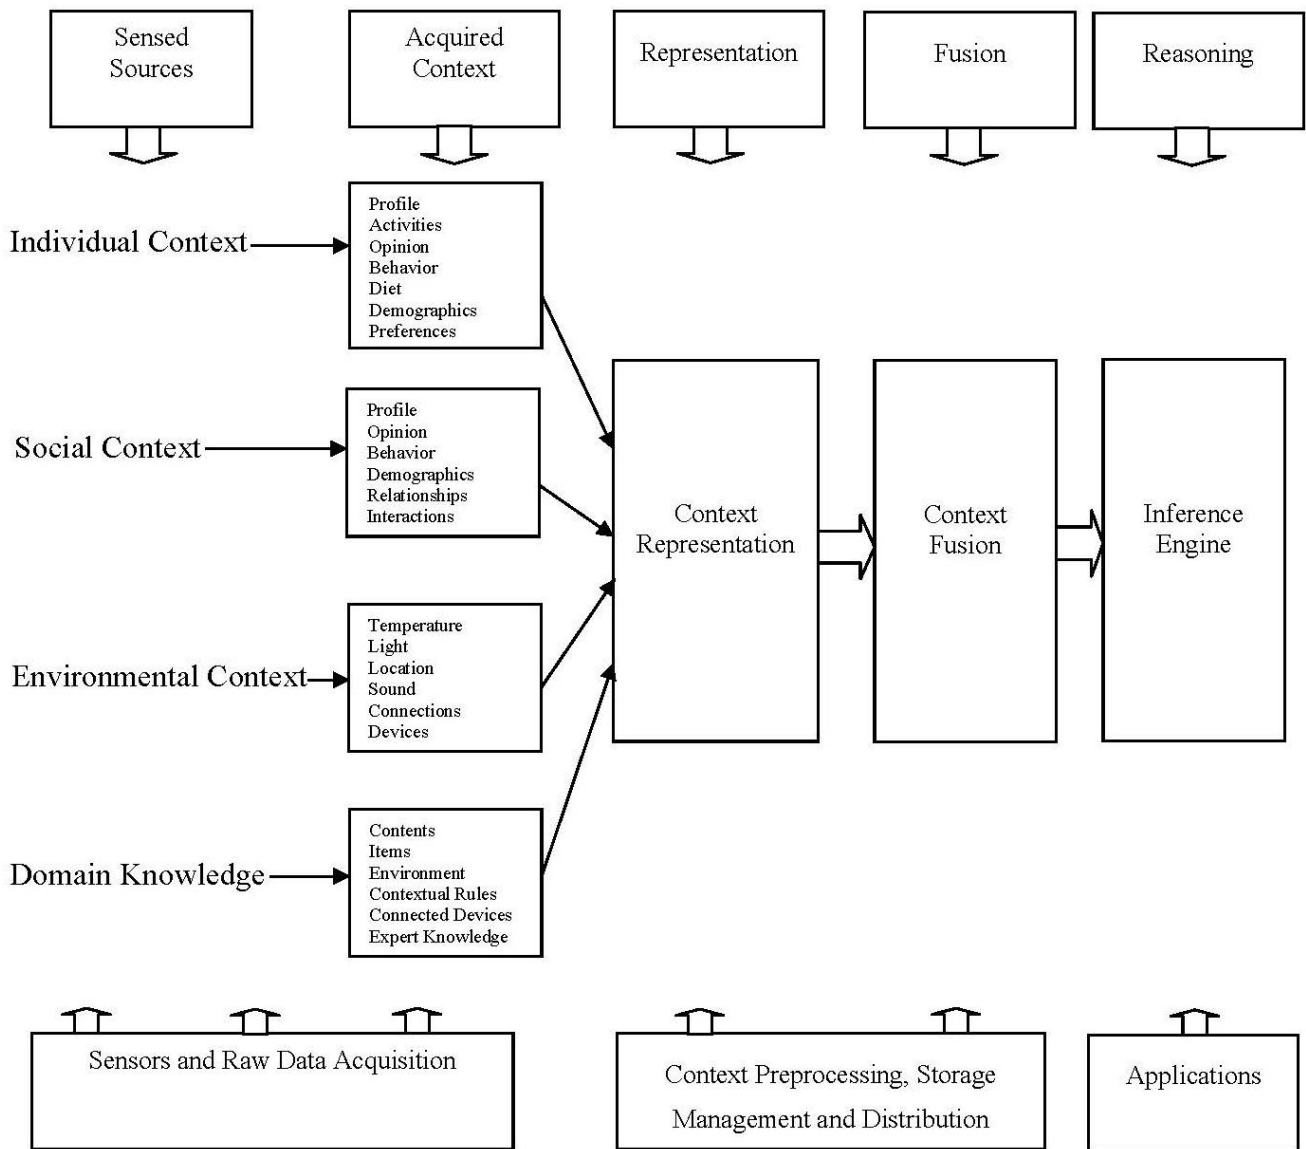 Sensed
Sources
Acquired
Context
Representation
Fusion
Reasoning
Individual Context
Profile
Activities
Opinion
Behavior
Diet
Demographics
Preferences
Social Context
Profile
Opinion
Behavior
Demographics
Relationships
Interactions
Environmental Context
Temperature
Light
Location
Sound
Connections
Devices
Domain Knowledge
Contents
Items
Environment
Contextual Rules
Connected Devices
Expert Knowledge
Context
Representation
Context
Fusion
Inference
Engine
Sensors and Raw Data Acquisition
Context Preprocessing, Storage
Management and Distribution
Applications